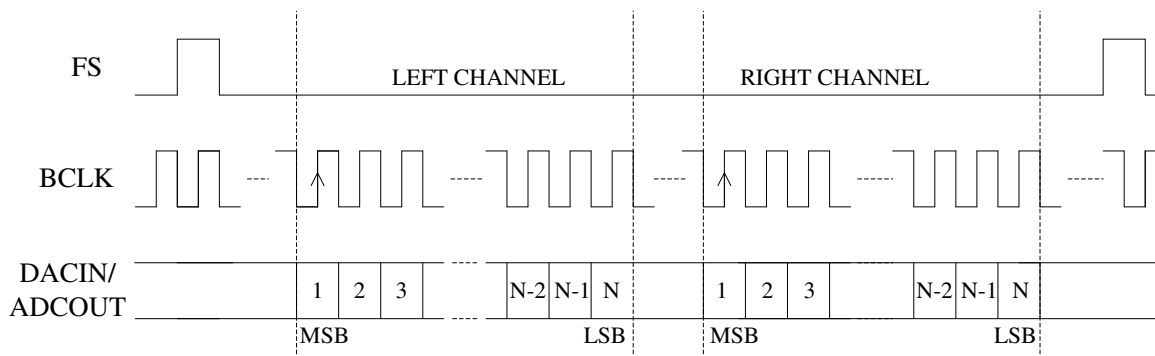 FS
LEFT CHANNEL
RIGHT CHANNEL
BCLK
DACIN/
ADCOUT
1 2 3 N-2 N-1 N 1 2 3 N-2 N-1 N
MSB LSB MSB LSB